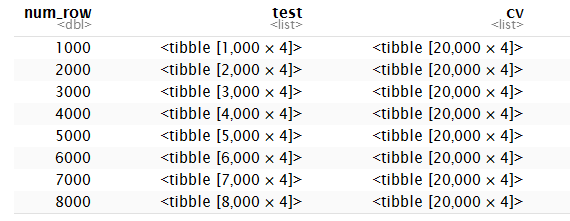 num_row test cv
<dbl> <list> <list>
1000 <tibble [1,000 × 4]> <tibble [20,000 × 4]>
2000 <tibble [2,000 × 4]> <tibble [20,000 × 4]>
3000 <tibble [3,000 × 4]> <tibble [20,000 × 4]>
4000 <tibble [4,000 × 4]> <tibble [20,000 × 4]>
5000 <tibble [5,000 × 4]> <tibble [20,000 × 4]>
6000 <tibble [6,000 × 4]> <tibble [20,000 × 4]>
7000 <tibble [7,000 × 4]> <tibble [20,000 × 4]>
8000 <tibble [8,000 × 4]> <tibble [20,000 × 4]>